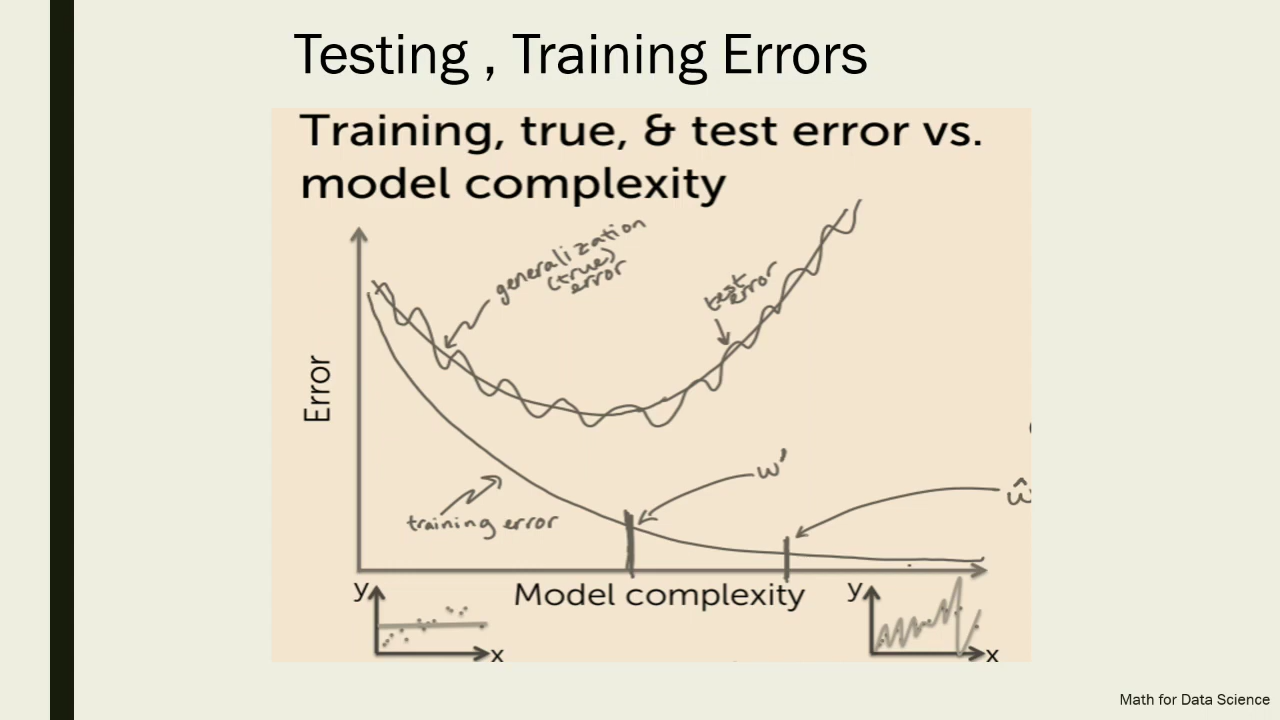 Testing , Training Errors
Training, true, & test error vs.
model complexity
generalization
(true)
error
test
error
Error
w'
ŵ
training error
y
Model complexity
y
x
x
Math for Data Science